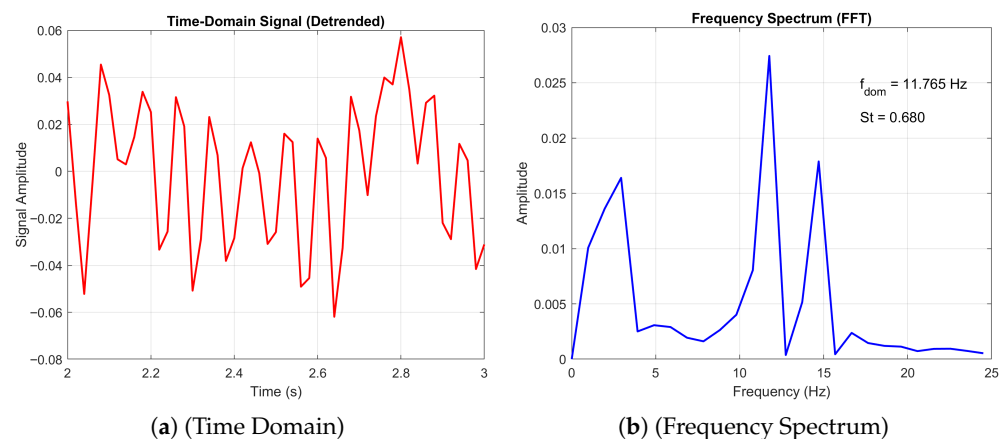 Time-Domain Signal (Detrended)
0.06
0.04
0.02
0
−0.02
−0.04
−0.06
−0.08
Signal Amplitude
2
2.2
2.4
2.6
2.8
3
Time (s)
(a) (Time Domain)
Frequency Spectrum (FFT)
0.03
0.025
0.02
0.015
0.01
0.005
0
Amplitude
f_dom = 11.765 Hz
St = 0.680
0
5
10
15
20
25
Frequency (Hz)
(b) (Frequency Spectrum)